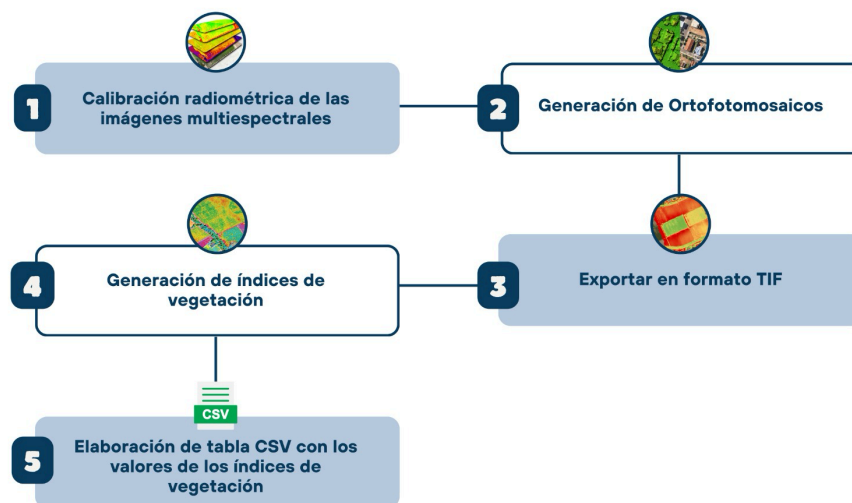 1
Calibración radiométrica de las
imágenes multiespectrales
2
Generación de Ortofotomosaicos
3
Exportar en formato TIF
4
Generación de índices de
vegetación
CSV
5
Elaboración de tabla CSV con los
valores de los índices de
vegetación